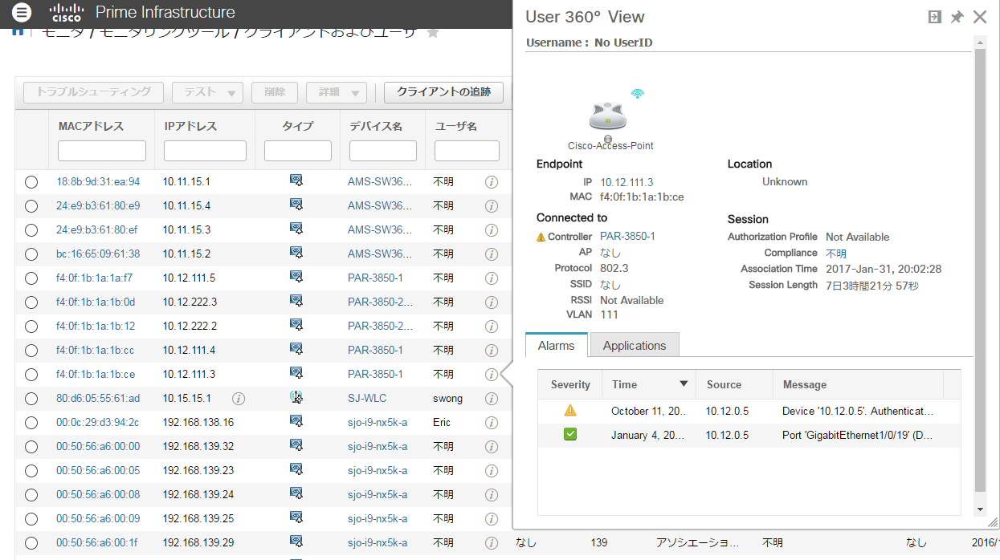 cisco Prime Infrastructure
モニタ / モニタリングツール / クライアントおよびユーザ
トラブルシューティング テスト 削除 詳細 クライアントの追跡
MACアドレス IPアドレス タイプ デバイス名 ユーザ名
18:8b:9d:31:ea:94 10.11.15.1 AMS-SW36... 不明
24:e9:b3:61:80:e9 10.11.15.4 AMS-SW36... 不明
24:e9:b3:61:80:ef 10.11.15.3 AMS-SW36... 不明
bc:16:65:09:61:38 10.11.15.2 AMS-SW36... 不明
f4:0f:1b:1a:1a:f7 10.12.111.5 PAR-3850-1 不明
f4:0f:1b:1a:1b:0d 10.12.222.3 PAR-3850-2... 不明
f4:0f:1b:1a:1b:12 10.12.222.2 PAR-3850-2... 不明
f4:0f:1b:1a:1b:cc 10.12.111.4 PAR-3850-1 不明
f4:0f:1b:1a:1b:ce 10.12.111.3 PAR-3850-1 不明
80:d6:05:55:61:ad 10.15.15.1 SJ-WLC swong
00:0c:29:d3:94:2c 192.168.138.16 sjo-i9-nx5k-a Eric
00:50:56:a6:00:00 192.168.139.32 sjo-i9-nx5k-a 不明
00:50:56:a6:00:05 192.168.139.23 sjo-i9-nx5k-a 不明
00:50:56:a6:00:08 192.168.139.24 sjo-i9-nx5k-a 不明
00:50:56:a6:00:09 192.168.139.25 sjo-i9-nx5k-a 不明
00:50:56:a6:00:1f 192.168.139.29 sjo-i9-nx5k-a 不明 なし 139 アソシエーショ... 不明 なし 2016/
User 360° View
Username : No UserID
Cisco-Access-Point
Endpoint
IP 10.12.111.3
MAC f4:0f:1b:1a:1b:ce
Location
Unknown
Connected to
Controller PAR-3850-1
AP なし
Protocol 802.3
SSID なし
RSSI Not Available
VLAN 111
Session
Authorization Profile Not Available
Compliance 不明
Association Time 2017-Jan-31, 20:02:28
Session Length 7日3時間21分 57秒
Alarms Applications
Severity Time Source Message
October 11, 20... 10.12.0.5 Device '10.12.0.5'. Authenticat...
January 4, 20... 10.12.0.5 Port 'GigabitEthernet1/0/19' (D...